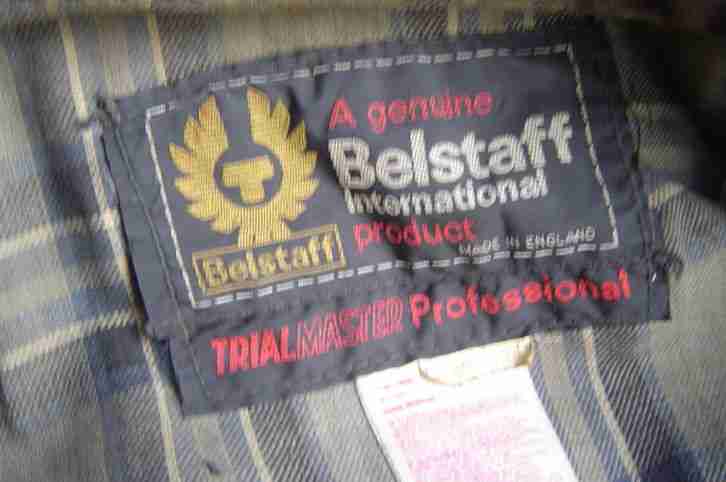 A genuine
Belstaff
International
product
MADE IN ENGLAND
Belstaff
TRIALMASTER Professional